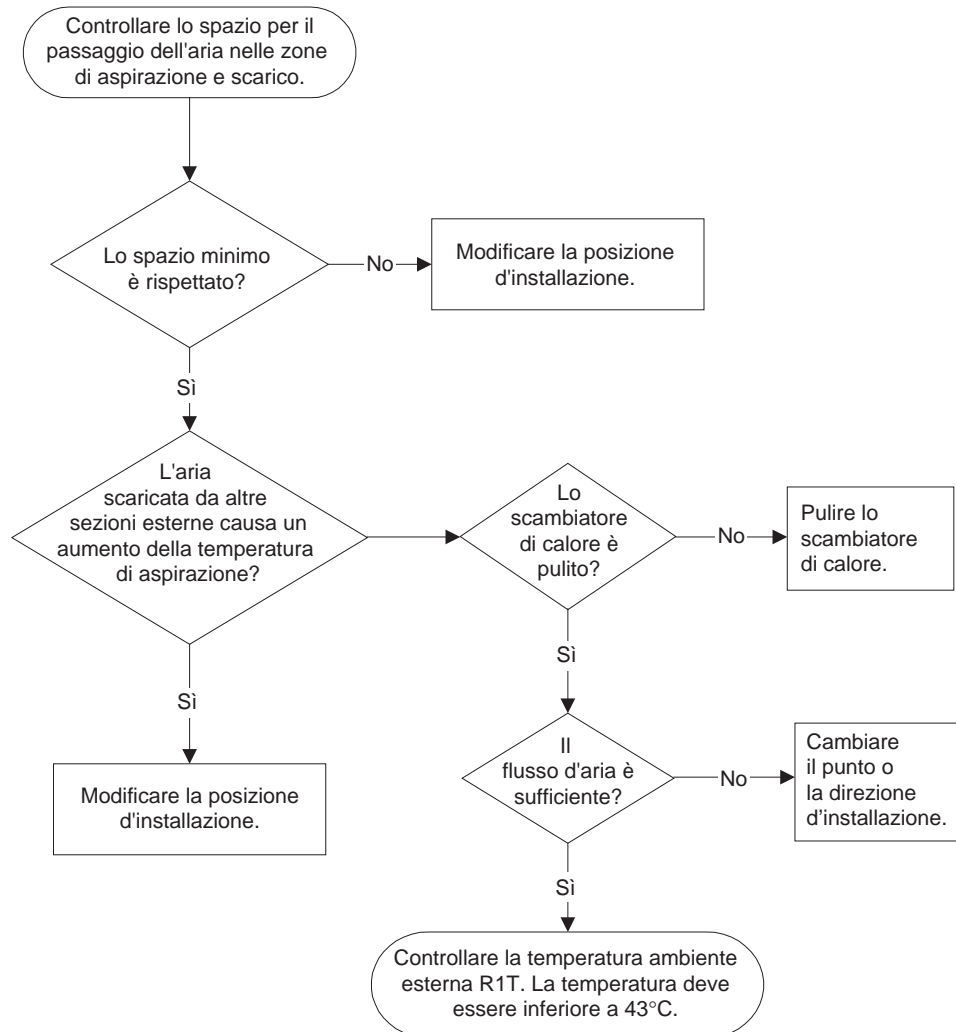 Controllare lo spazio per il
passaggio dell'aria nelle zone
di aspirazione e scarico.
Lo spazio minimo
è rispettato?
No
Modificare la posizione
d'installazione.
Sì
L'aria
scaricata da altre
sezioni esterne causa un
aumento della temperatura
di aspirazione?
Lo
scambiatore
di calore è
pulito?
No
Pulire lo
scambiatore
di calore.
Sì
Sì
Modificare la posizione
d'installazione.
Il
flusso d'aria è
sufficiente?
No
Cambiare
il punto o
la direzione
d’installazione.
Sì
Controllare la temperatura ambiente
esterna R1T. La temperatura deve
essere inferiore a 43°C.